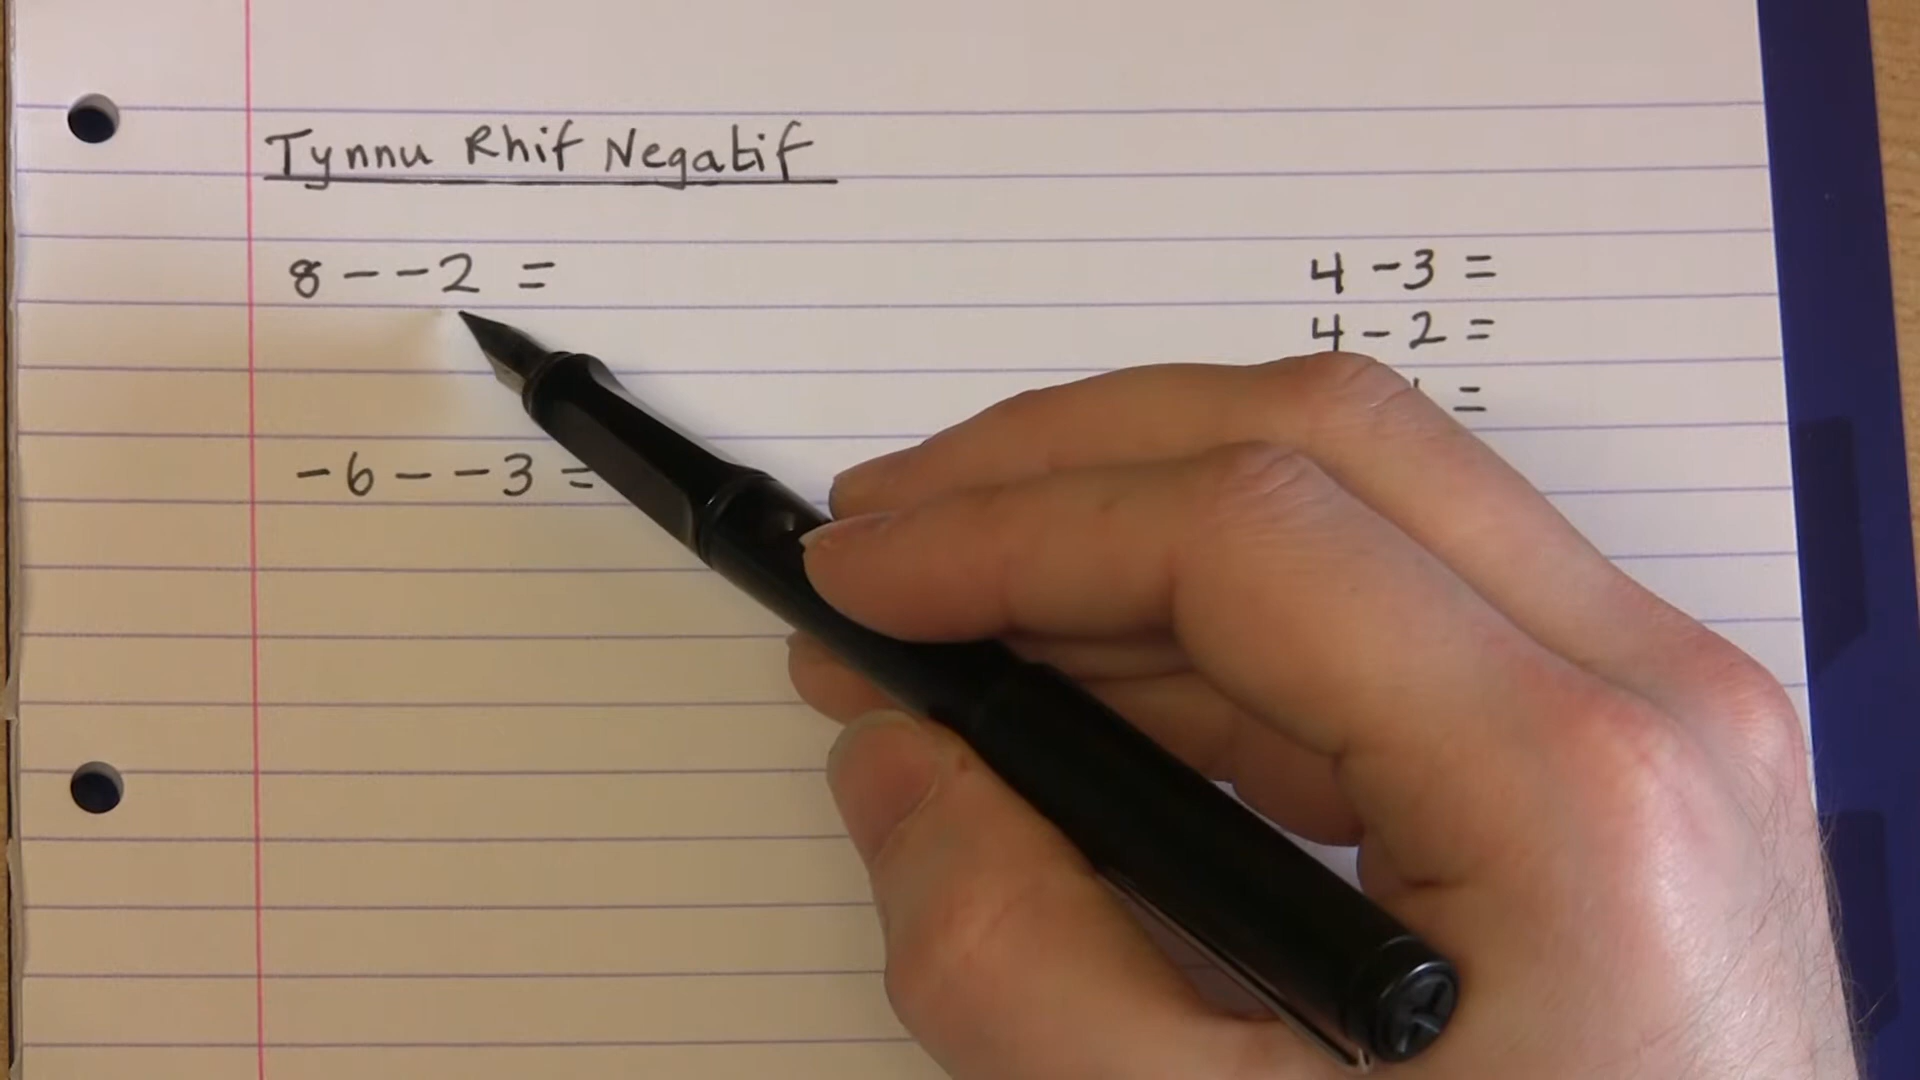 Tynnu Rhif Negatif
8 - - 2 =
4 - 3 =
4 - 2 =
=
- 6 - - 3 =